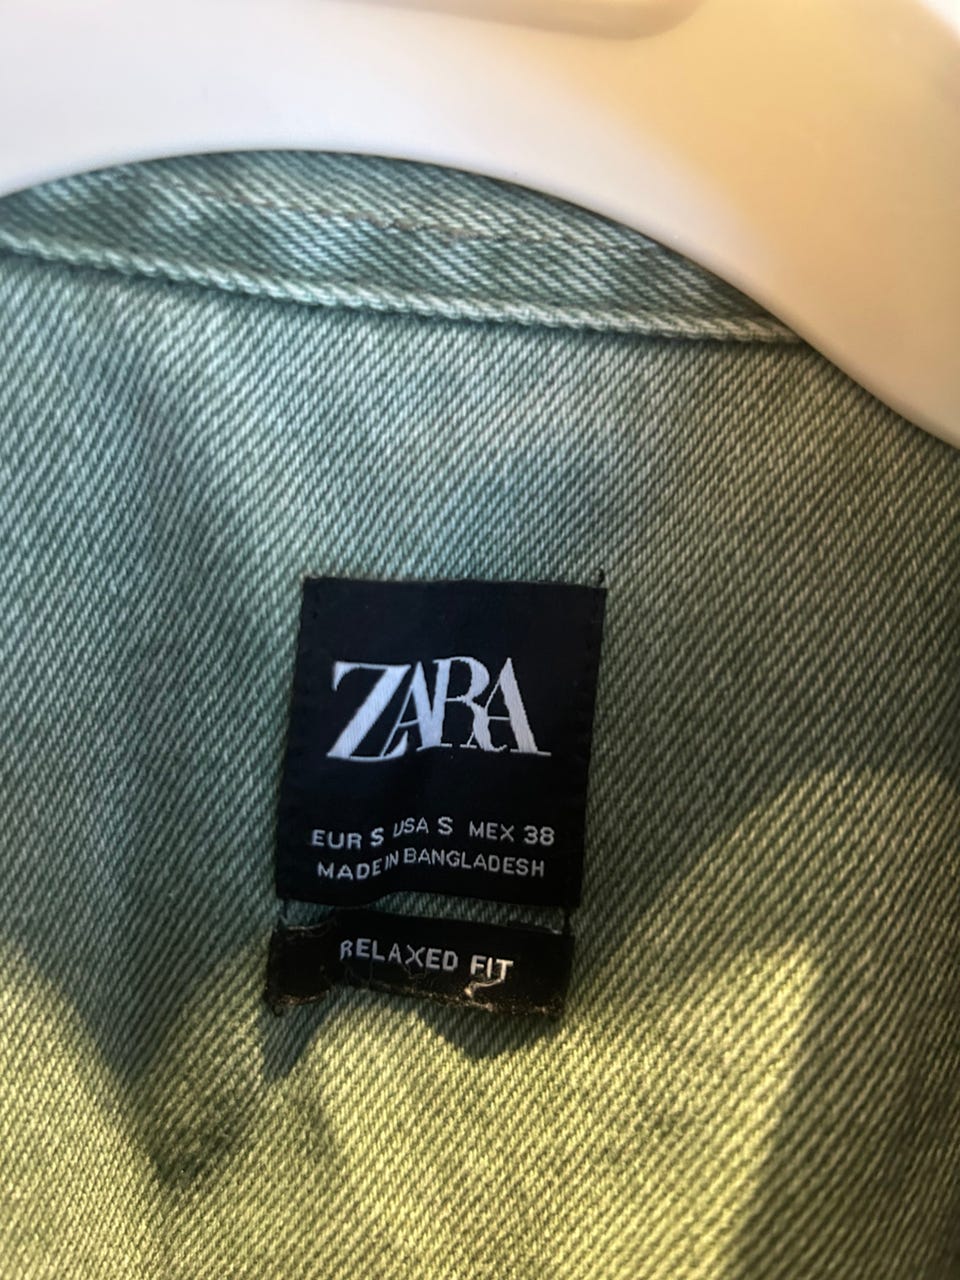 ZARA
EUR S USA S MEX 38
MADE IN BANGLADESH
RELAXED FIT